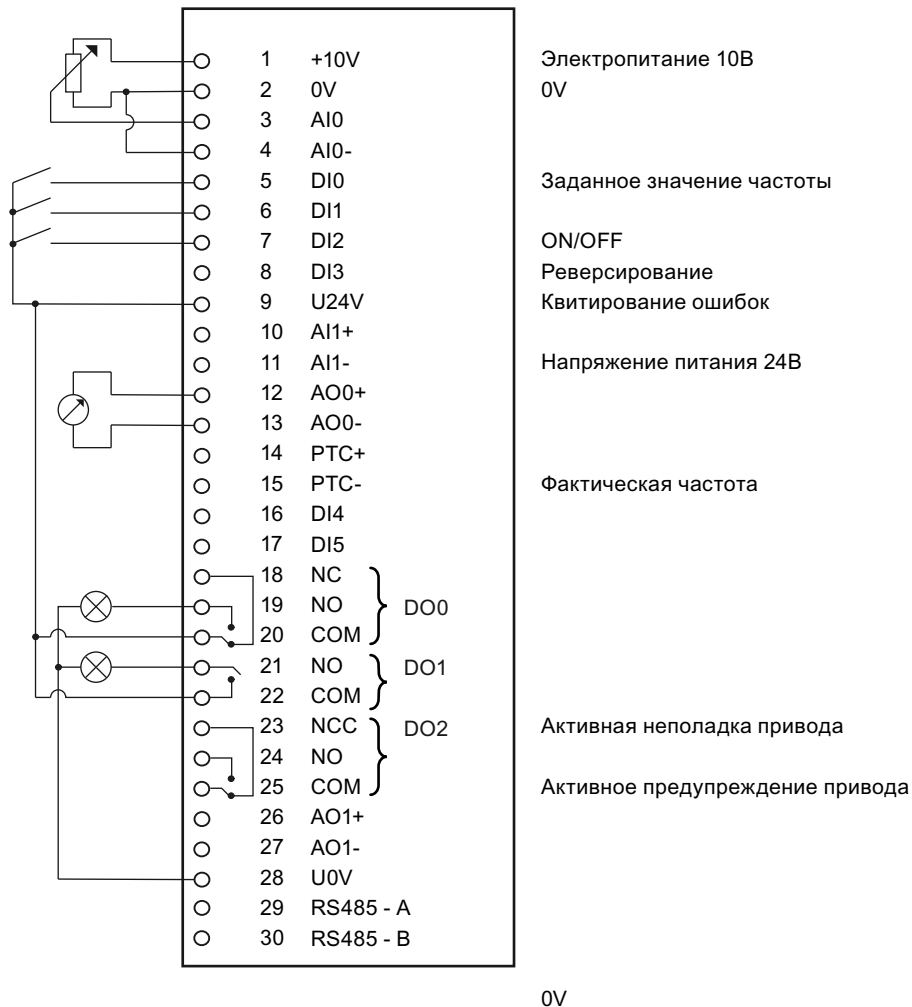 1 +10V Электропитание 10В
2 0V 0V
3 AI0
4 AI0-
5 DI0 Заданное значение частоты
6 DI1
7 DI2 ON/OFF
8 DI3 Реверсирование
9 U24V Квитирование ошибок
10 AI1+
11 AI1- Напряжение питания 24В
12 AO0+
13 AO0-
14 PTC+
15 PTC- Фактическая частота
16 DI4
17 DI5
18 NC
19 NO DO0
20 COM
21 NO DO1
22 COM
23 NCC DO2 Активная неполадка привода
24 NO
25 COM Активное предупреждение привода
26 AO1+
27 AO1-
28 U0V
29 RS485 - A
30 RS485 - B
0V